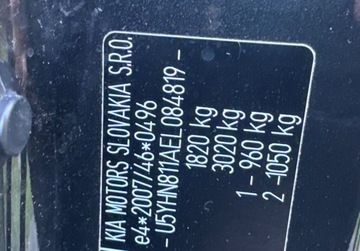 KIA MOTORS SLOVAKIA S.R.O.
e4*2007/46*0496
- U5YHN811AEL084819 -
1820 kg
3020 kg
1 - 960 kg
2 - 1050 kg